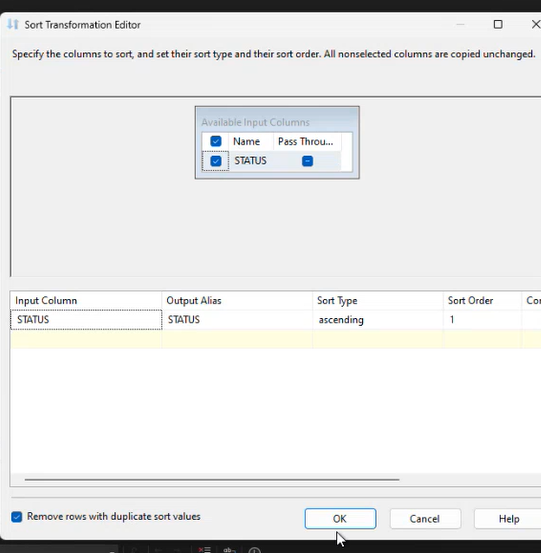 Sort Transformation Editor
Specify the columns to sort, and set their sort type and their sort order. All nonselected columns are copied unchanged.
Available Input Columns
Name Pass Throu...
STATUS
Input Column Output Alias Sort Type Sort Order
STATUS STATUS ascending 1
Remove rows with duplicate sort values
OK Cancel Help